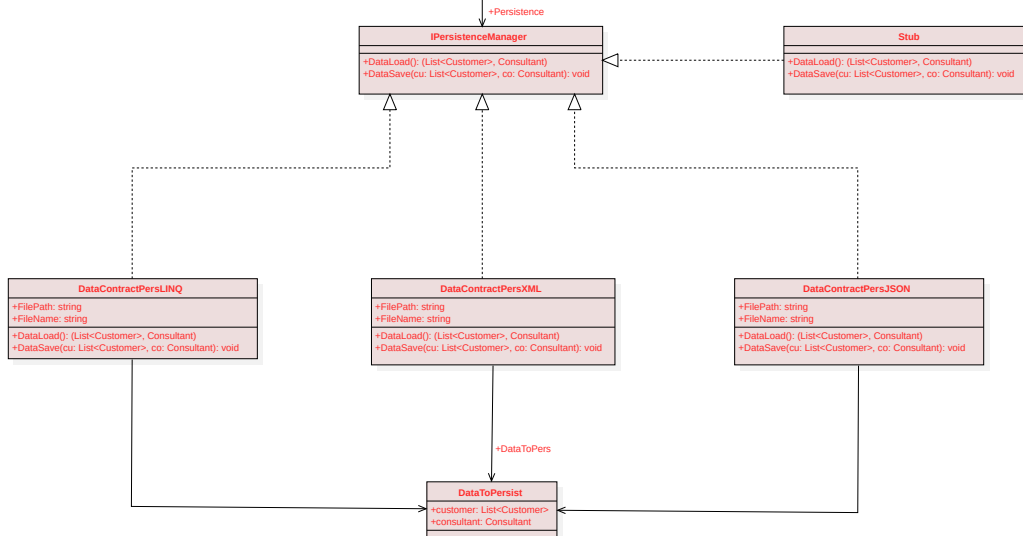 +Persistence
IPersistenceManager
+DataLoad(): (List<Customer>, Consultant)
+DataSave(cu: List<Customer>, co: Consultant): void
Stub
+DataLoad(): (List<Customer>, Consultant)
+DataSave(cu: List<Customer>, co: Consultant): void
DataContractPersLINQ
+FilePath: string
+FileName: string
+DataLoad(): (List<Customer>, Consultant)
+DataSave(cu: List<Customer>, co: Consultant): void
DataContractPersXML
+FilePath: string
+FileName: string
+DataLoad(): (List<Customer>, Consultant)
+DataSave(cu: List<Customer>, co: Consultant): void
DataContractPersJSON
+FilePath: string
+FileName: string
+DataLoad(): (List<Customer>, Consultant)
+DataSave(cu: List<Customer>, co: Consultant): void
+DataToPers
DataToPersist
+customer: List<Customer>
+consultant: Consultant